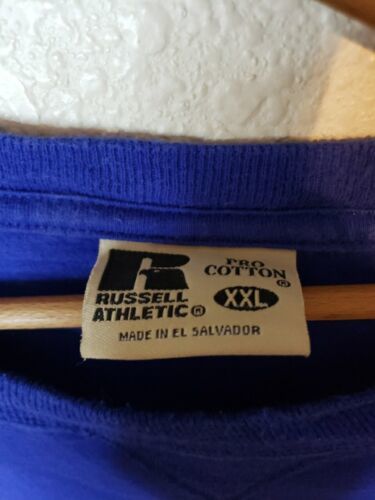 R
RUSSELL
ATHLETIC®
PRO
COTTON®
XXL
MADE IN EL SALVADOR